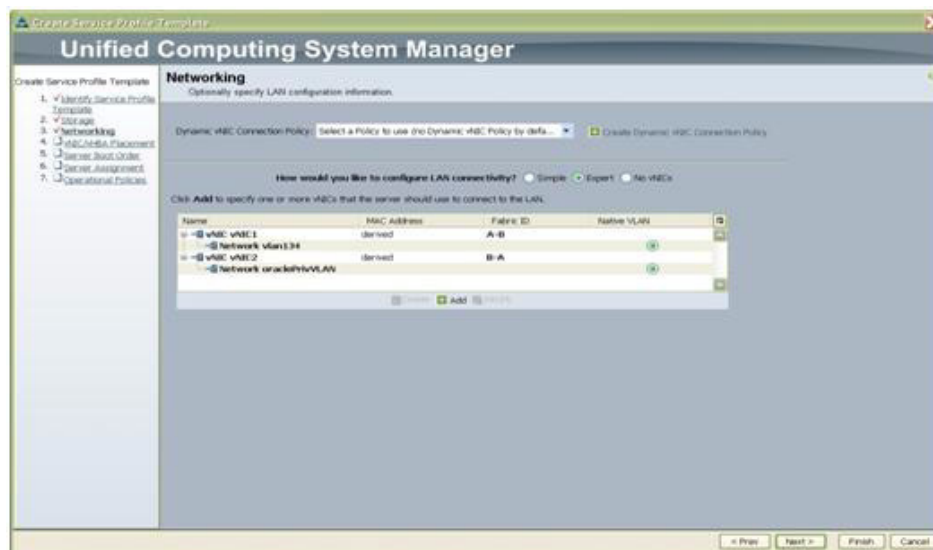 Create Service Profile Template
Unified Computing System Manager
Create Service Profile Template
1. √Identify Service Profile
Template
2. √Storage
3. √Networking
4. vNIC/vHBA Placement
5. Server Boot Order
6. Server Assignment
7. Operational Policies
Networking
Optionally specify LAN configuration information.
Dynamic vNIC Connection Policy: Select a Policy to use (no Dynamic vNIC Policy by defa... Create Dynamic vNIC Connection Policy
How would you like to configure LAN connectivity? Simple Expert No vNICs
Click Add to specify one or more vNICs that the server should use to connect to the LAN.
Name MAC Address Fabric ID Native VLAN
vNIC vNIC1 derived A-B
Network vlan134
vNIC vNIC2 derived B-A
Network oraclePrivVLAN
Add
< Prev Next > Finish Cancel